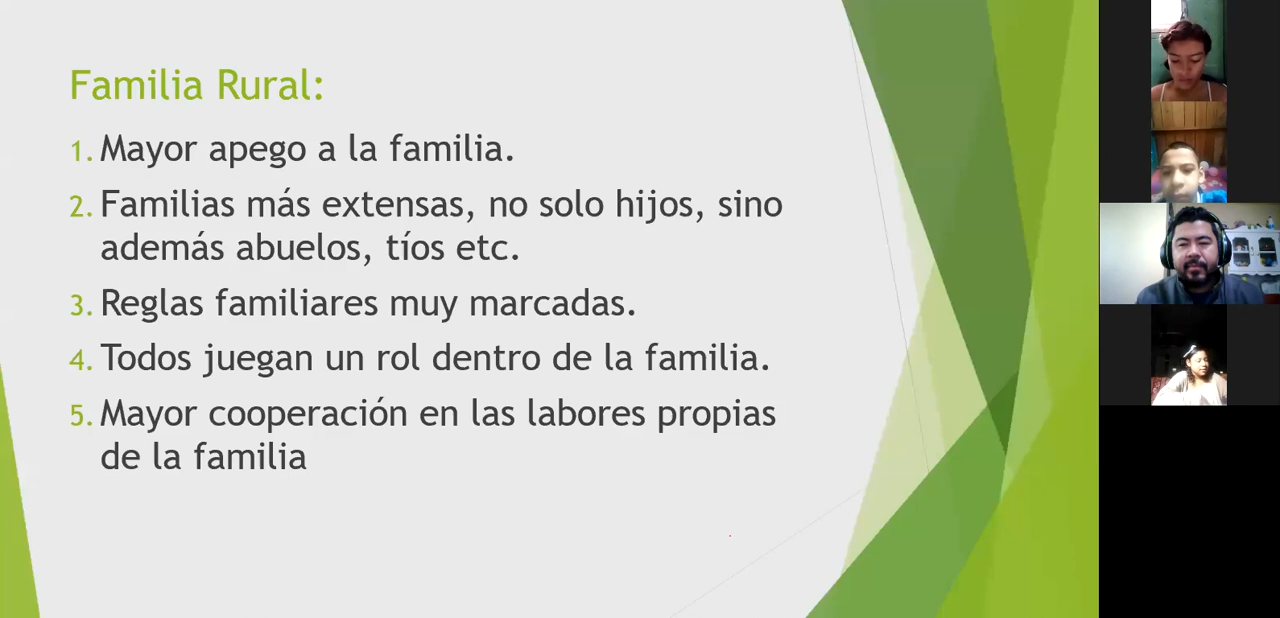 Familia Rural:
1. Mayor apego a la familia.
2. Familias más extensas, no solo hijos, sino
además abuelos, tíos etc.
3. Reglas familiares muy marcadas.
4. Todos juegan un rol dentro de la familia.
5. Mayor cooperación en las labores propias
de la familia